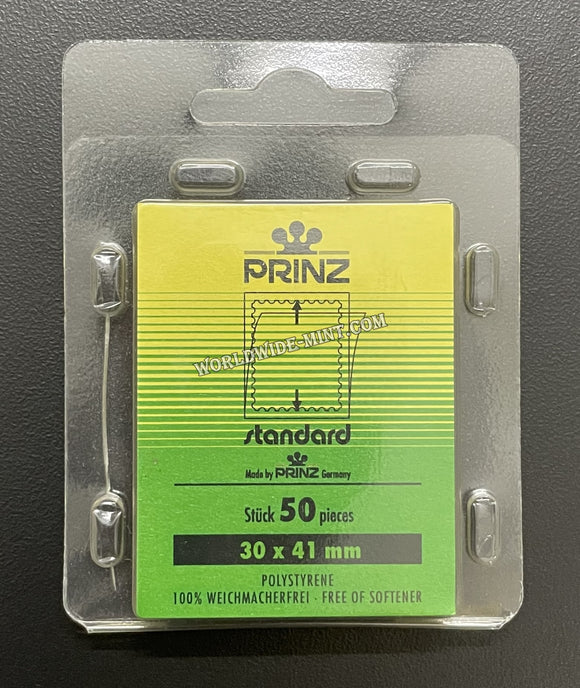 PRINZ
WORLDWIDE-MINT.COM
standard
Made by PRINZ Germany
Stück 50 pieces
30 x 41 mm
POLYSTYRENE
100% WEICHMACHERFREI · FREE OF SOFTENER